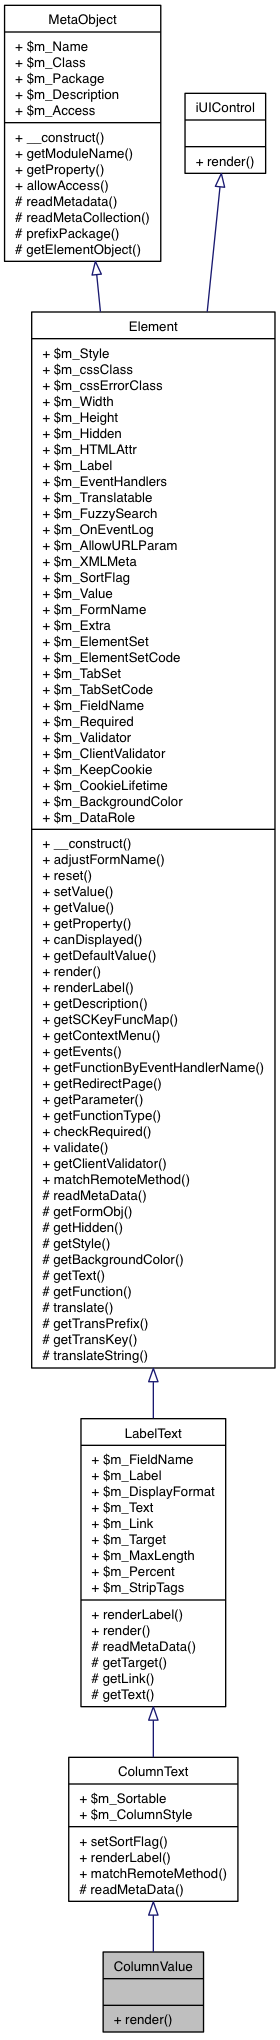 MetaObject
+ $m_Name
+ $m_Class
+ $m_Package
+ $m_Description
+ $m_Access
+ __construct()
+ getModuleName()
+ getProperty()
+ allowAccess()
# readMetadata()
# readMetaCollection()
# prefixPackage()
# getElementObject()
iUIControl
+ render()
Element
+ $m_Style
+ $m_cssClass
+ $m_cssErrorClass
+ $m_Width
+ $m_Height
+ $m_Hidden
+ $m_HTMLAttr
+ $m_Label
+ $m_EventHandlers
+ $m_Translatable
+ $m_FuzzySearch
+ $m_OnEventLog
+ $m_AllowURLParam
+ $m_XMLMeta
+ $m_SortFlag
+ $m_Value
+ $m_FormName
+ $m_Extra
+ $m_ElementSet
+ $m_ElementSetCode
+ $m_TabSet
+ $m_TabSetCode
+ $m_FieldName
+ $m_Required
+ $m_Validator
+ $m_ClientValidator
+ $m_KeepCookie
+ $m_CookieLifetime
+ $m_BackgroundColor
+ $m_DataRole
+ __construct()
+ adjustFormName()
+ reset()
+ setValue()
+ getValue()
+ getProperty()
+ canDisplayed()
+ getDefaultValue()
+ render()
+ renderLabel()
+ getDescription()
+ getSCKeyFuncMap()
+ getContextMenu()
+ getEvents()
+ getFunctionByEventHandlerName()
+ getRedirectPage()
+ getParameter()
+ getFunctionType()
+ checkRequired()
+ validate()
+ getClientValidator()
+ matchRemoteMethod()
# readMetaData()
# getFormObj()
# getHidden()
# getStyle()
# getBackgroundColor()
# getText()
# getFunction()
# translate()
# getTransPrefix()
# getTransKey()
# translateString()
LabelText
+ $m_FieldName
+ $m_Label
+ $m_DisplayFormat
+ $m_Text
+ $m_Link
+ $m_Target
+ $m_MaxLength
+ $m_Percent
+ $m_StripTags
+ renderLabel()
+ render()
# readMetaData()
# getTarget()
# getLink()
# getText()
ColumnText
+ $m_Sortable
+ $m_ColumnStyle
+ setSortFlag()
+ renderLabel()
+ matchRemoteMethod()
# readMetaData()
ColumnValue
+ render()